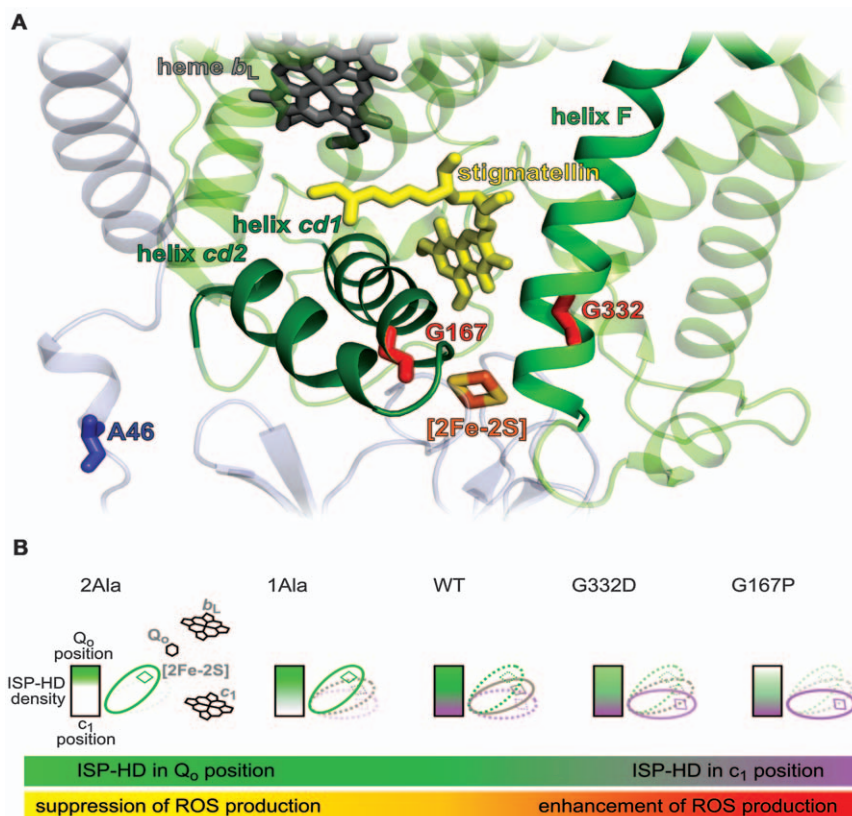 A
heme bL
helix F
stigmatellin
helix cd1
helix cd2
G167
G332
A46
[2Fe-2S]
B
2Ala
1Ala
WT
G332D
G167P
bL
Qo
Qo
position
[2Fe-2S]
ISP-HD
density
c1
c1
position
ISP-HD in Qo position
ISP-HD in c1 position
suppression of ROS production
enhancement of ROS production